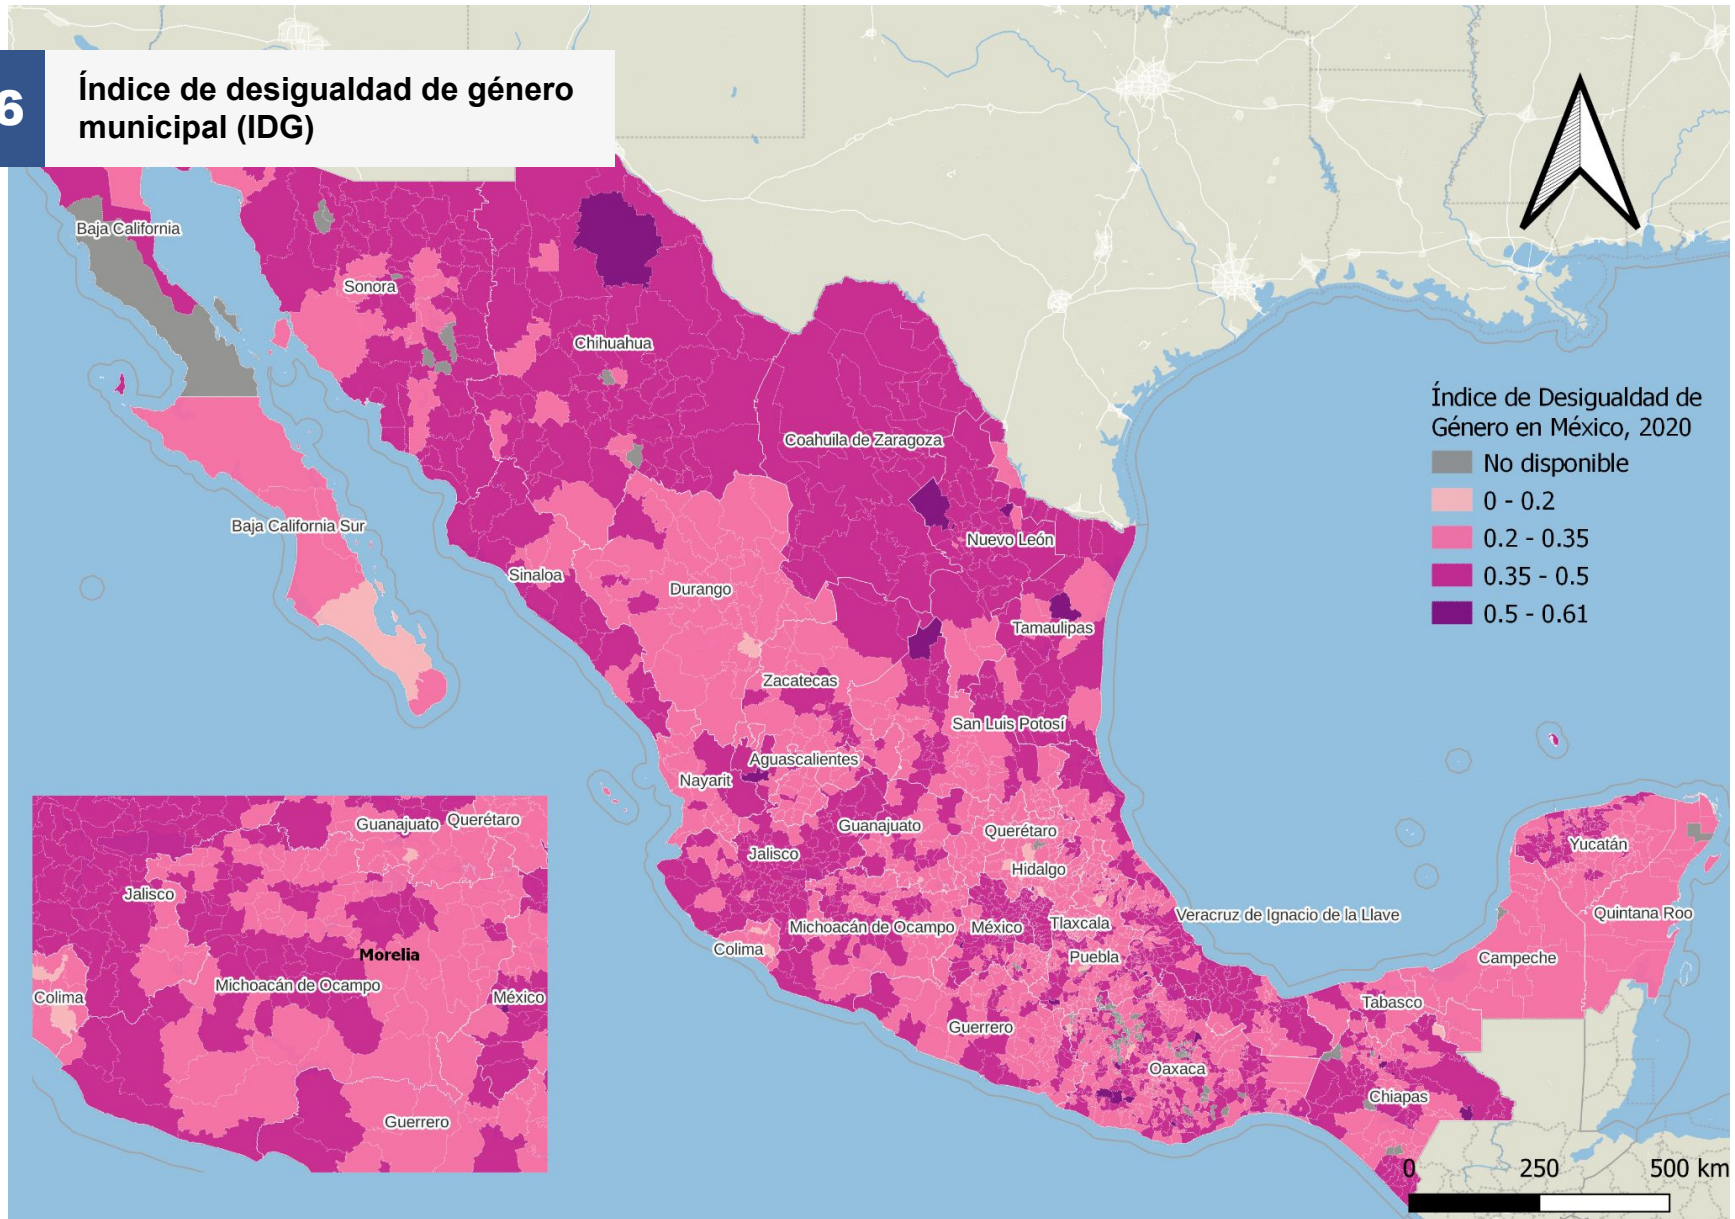 6
Índice de desigualdad de género
municipal (IDG)
Baja California
Sonora
Chihuahua
Coahuila de Zaragoza
Baja California Sur
Nuevo León
Sinaloa
Durango
Tamaulipas
Zacatecas
San Luis Potosí
Aguascalientes
Nayarit
Guanajuato
Querétaro
Jalisco
Hidalgo
Michoacán de Ocampo
México
Tlaxcala
Veracruz de Ignacio de la Llave
Colima
Puebla
Guerrero
Oaxaca
Tabasco
Chiapas
Campeche
Yucatán
Quintana Roo
Índice de Desigualdad de
Género en México, 2020
No disponible
0 - 0.2
0.2 - 0.35
0.35 - 0.5
0.5 - 0.61
Guanajuato
Querétaro
Jalisco
Morelia
Michoacán de Ocampo
Colima
México
Guerrero
0 250 500 km